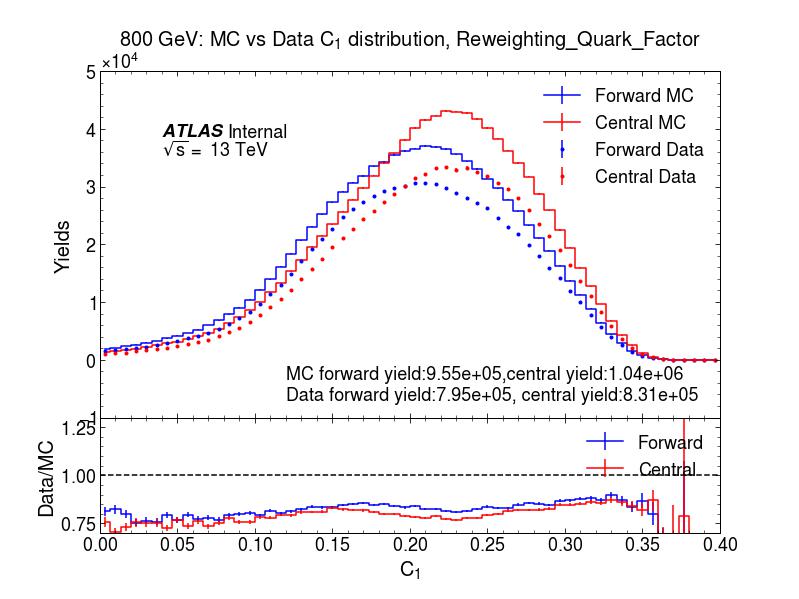 800 GeV: MC vs Data C₁ distribution, Reweighting_Quark_Factor
×10⁴
5
4
3
2
1
0
−1
Yields
ATLAS Internal
√s = 13 TeV
Forward MC
Central MC
Forward Data
Central Data
MC forward yield:9.55e+05,central yield:1.04e+06
Data forward yield:7.95e+05, central yield:8.31e+05
1.25
1.00
0.75
Data/MC
Forward
Central
0.00 0.05 0.10 0.15 0.20 0.25 0.30 0.35 0.40
C₁